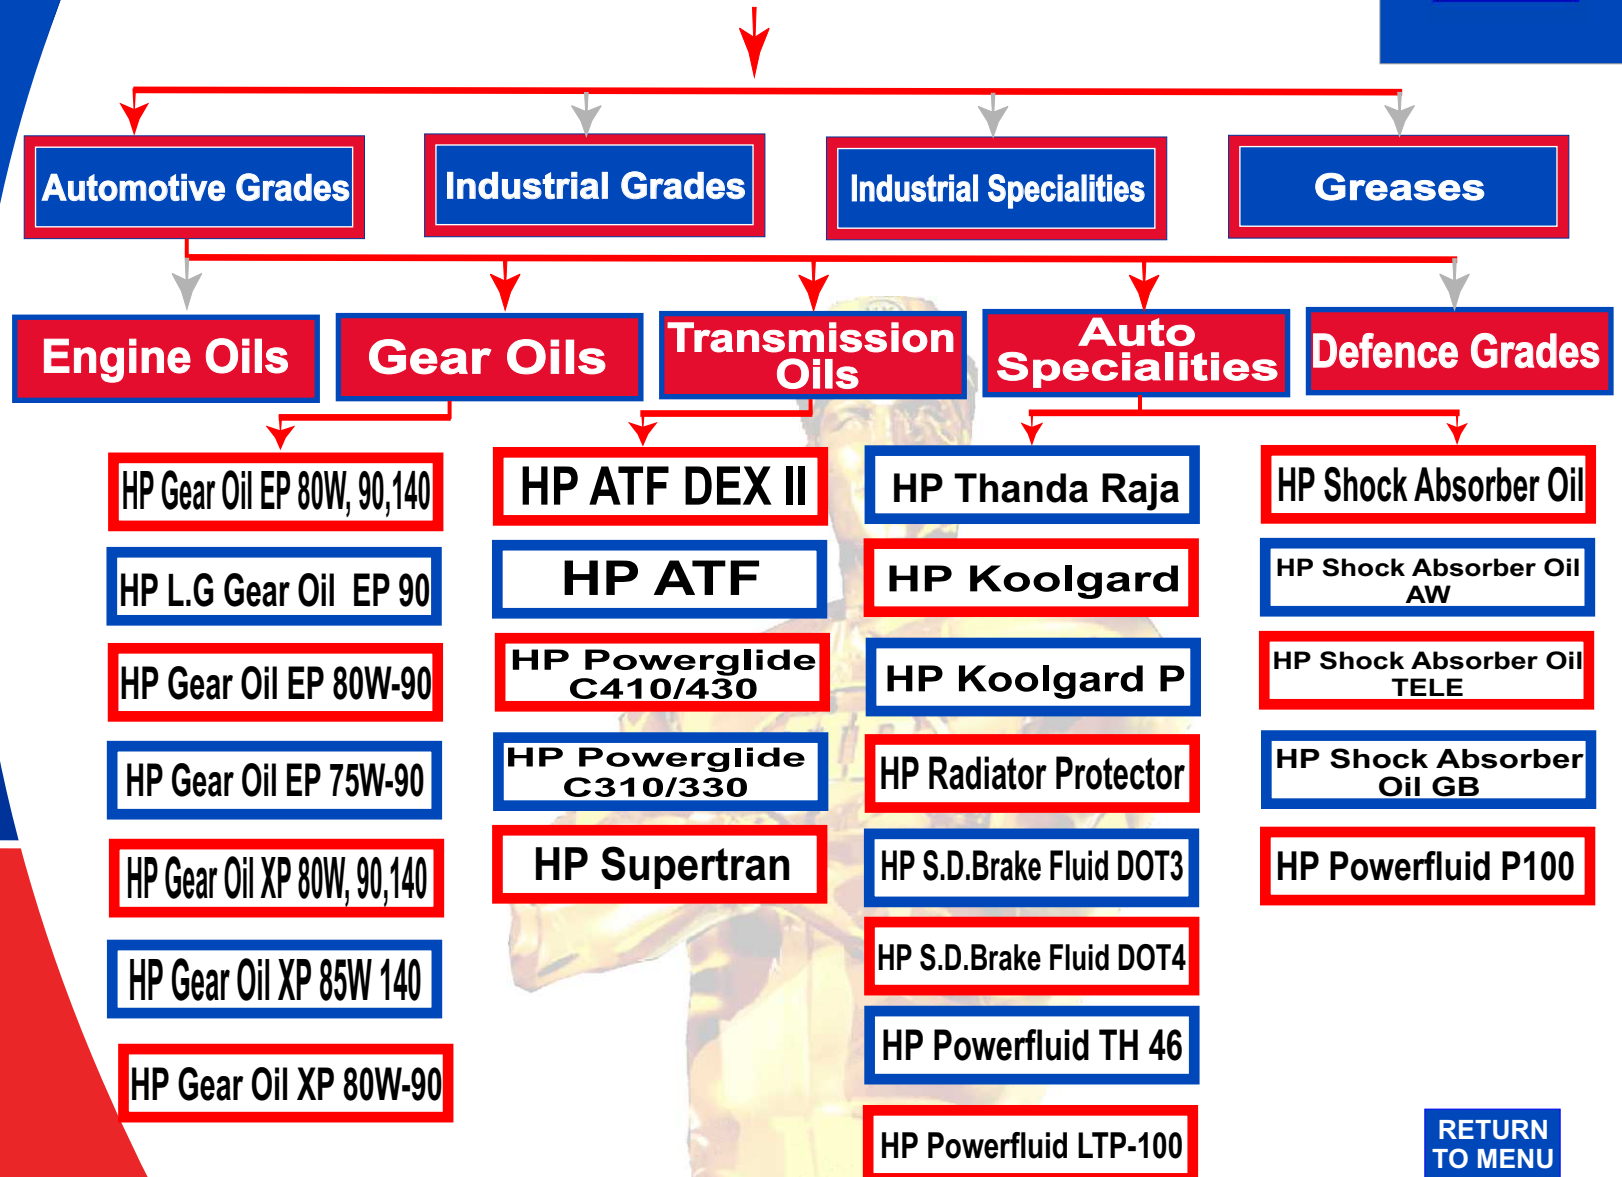 Automotive Grades
Industrial Grades
Industrial Specialities
Greases
Engine Oils
Gear Oils
Transmission
Oils
Auto
Specialities
Defence Grades
HP Gear Oil EP 80W, 90,140
HP L.G Gear Oil EP 90
HP Gear Oil EP 80W-90
HP Gear Oil EP 75W-90
HP Gear Oil XP 80W, 90,140
HP Gear Oil XP 85W 140
HP Gear Oil XP 80W-90
HP ATF DEX II
HP ATF
HP Powerglide
C410/430
HP Powerglide
C310/330
HP Supertran
HP Thanda Raja
HP Koolgard
HP Koolgard P
HP Radiator Protector
HP S.D.Brake Fluid DOT3
HP S.D.Brake Fluid DOT4
HP Powerfluid TH 46
HP Powerfluid LTP-100
HP Shock Absorber Oil
HP Shock Absorber Oil
AW
HP Shock Absorber Oil
TELE
HP Shock Absorber
Oil GB
HP Powerfluid P100
RETURN
TO MENU